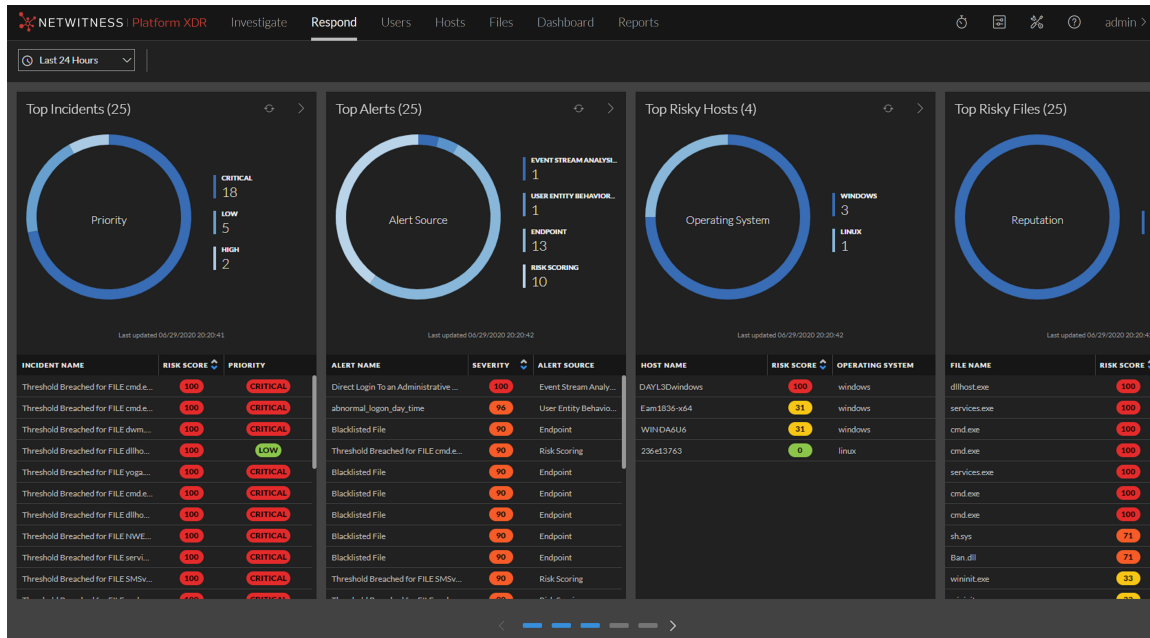 NETWITNESS | Platform XDR Investigate Respond Users Hosts Files Dashboard Reports admin >
Last 24 Hours
Top Incidents (25)
Priority
CRITICAL
18
LOW
5
HIGH
2
Last updated 06/29/2020 20:20:41
INCIDENT NAME RISK SCORE PRIORITY
Threshold Breached for FILE cmd.e... 100 CRITICAL
Threshold Breached for FILE cmd.e... 100 CRITICAL
Threshold Breached for FILE dwm.... 100 CRITICAL
Threshold Breached for FILE dllho... 100 LOW
Threshold Breached for FILE yoga.... 100 CRITICAL
Threshold Breached for FILE cmd.e... 100 CRITICAL
Threshold Breached for FILE dllho... 100 CRITICAL
Threshold Breached for FILE NWE... 100 CRITICAL
Threshold Breached for FILE servi... 100 CRITICAL
Threshold Breached for FILE SMSv... 100 CRITICAL
Top Alerts (25)
Alert Source
EVENT STREAM ANALYSI...
1
USER ENTITY BEHAVIOR...
1
ENDPOINT
13
RISK SCORING
10
Last updated 06/29/2020 20:20:42
ALERT NAME SEVERITY ALERT SOURCE
Direct Login To an Administrative ... 100 Event Stream Analy...
abnormal_logon_day_time 96 User Entity Behavio...
Blacklisted File 90 Endpoint
Threshold Breached for FILE cmd.e... 90 Risk Scoring
Blacklisted File 90 Endpoint
Blacklisted File 90 Endpoint
Blacklisted File 90 Endpoint
Blacklisted File 90 Endpoint
Blacklisted File 90 Endpoint
Threshold Breached for FILE SMSv... 90 Risk Scoring
Top Risky Hosts (4)
Operating System
WINDOWS
3
LINUX
1
Last updated 06/29/2020 20:20:42
HOST NAME RISK SCORE OPERATING SYSTEM
DAYL3Dwindows 100 windows
Eam1836-x64 31 windows
WINDA6U6 31 windows
236e13763 0 linux
Top Risky Files (25)
Reputation
Last updated 06/29/2020 20:20:4
FILE NAME RISK SCORE
dllhost.exe 100
services.exe 100
cmd.exe 100
cmd.exe 100
services.exe 100
cmd.exe 100
cmd.exe 100
sh.sys 71
Ban.dll 71
wininit.exe 33